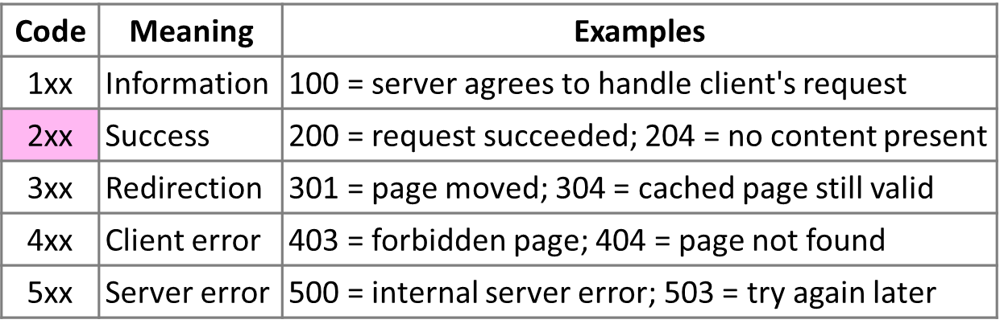 Code Meaning Examples
1xx Information 100 = server agrees to handle client's request
2xx Success 200 = request succeeded; 204 = no content present
3xx Redirection 301 = page moved; 304 = cached page still valid
4xx Client error 403 = forbidden page; 404 = page not found
5xx Server error 500 = internal server error; 503 = try again later